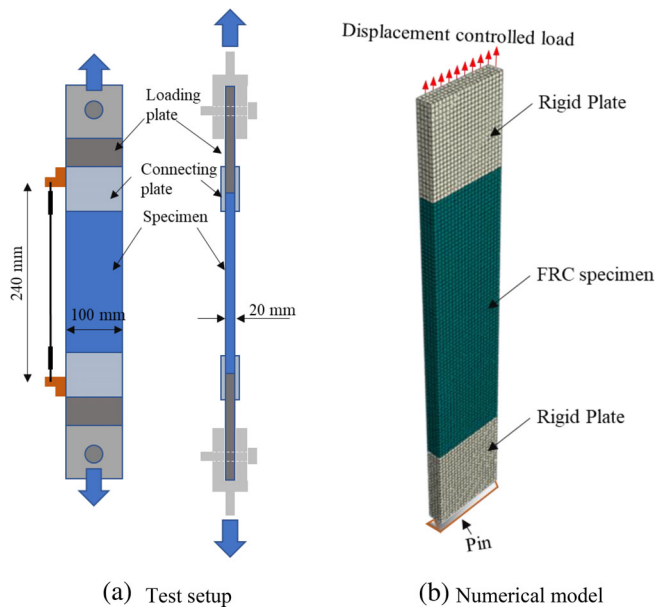 Displacement controlled load
Loading
plate
Rigid Plate
Connecting
plate
Specimen
240 mm
100 mm
20 mm
FRC specimen
Rigid Plate
Pin
(a) Test setup
(b) Numerical model